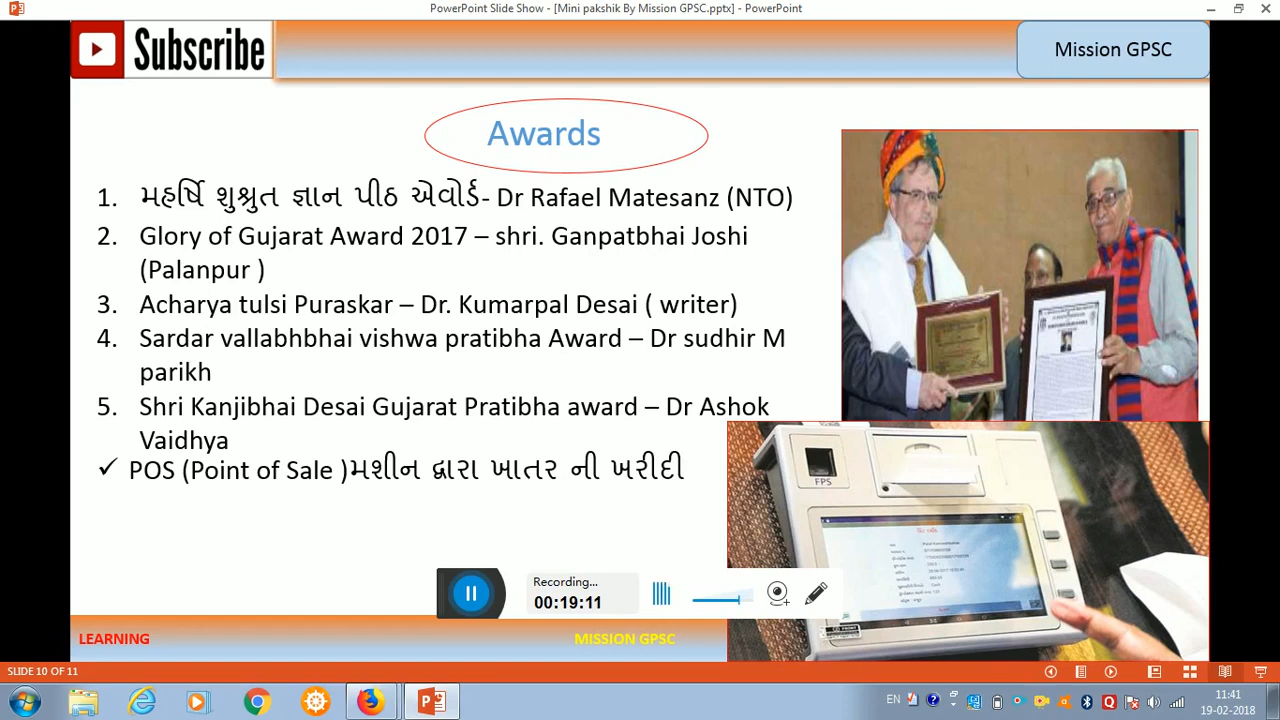 PowerPoint Slide Show - [Mini pakshik By Mission GPSC.pptx] - PowerPoint
Subscribe
Mission GPSC
Awards
1. મહર્ષિ શુશ્રુત જ્ઞાન પીઠ એવોર્ડ- Dr Rafael Matesanz (NTO)
2. Glory of Gujarat Award 2017 – shri. Ganpatbhai Joshi
(Palanpur )
3. Acharya tulsi Puraskar – Dr. Kumarpal Desai ( writer)
4. Sardar vallabhbhai vishwa pratibha Award – Dr sudhir M
parikh
5. Shri Kanjibhai Desai Gujarat Pratibha award – Dr Ashok
Vaidhya
✓ POS (Point of Sale )મશીન દ્વારા ખાતર ની ખરીદી
FPS
Recording...
00:19:11
LEARNING
MISSION GPSC
SLIDE 10 OF 11
EN
11:41
19-02-2018